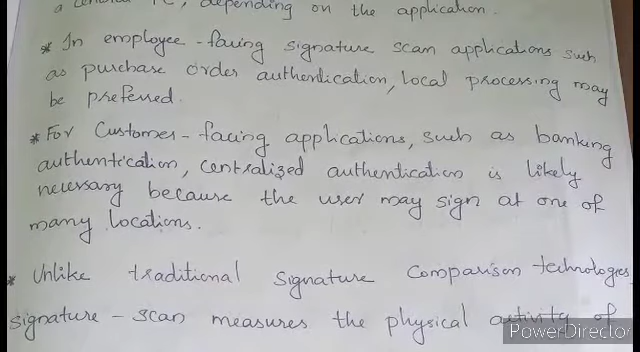 a central PC, depending on the application.
* In employee-facing signature scan applications such
as purchase order authentication, local processing may
be preferred.
* For Customer-facing applications, such as banking
authentication, centralized authentication is likely
necessary because the user may sign at one of
many locations.
* Unlike traditional Signature Comparison technologies
signature-scan measures the physical activity of
PowerDirector